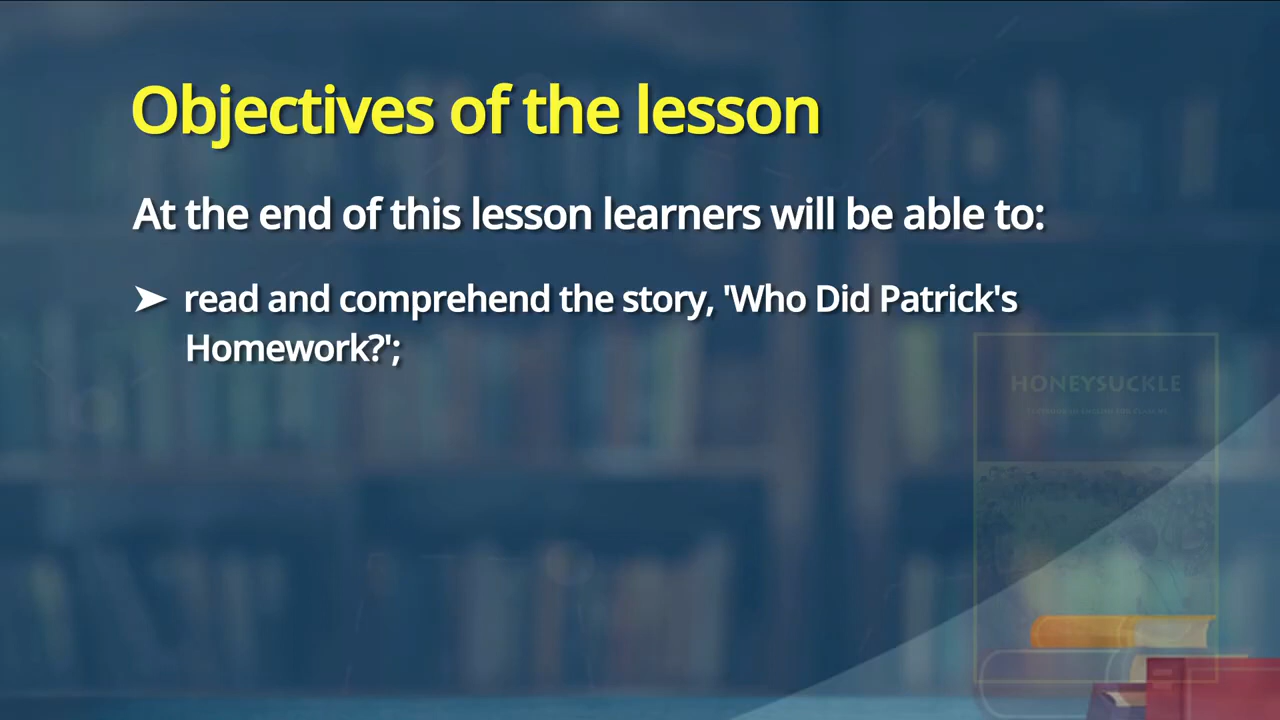 Objectives of the lesson
At the end of this lesson learners will be able to:
➤ read and comprehend the story, 'Who Did Patrick's
Homework?';
HONEYSUCKLE